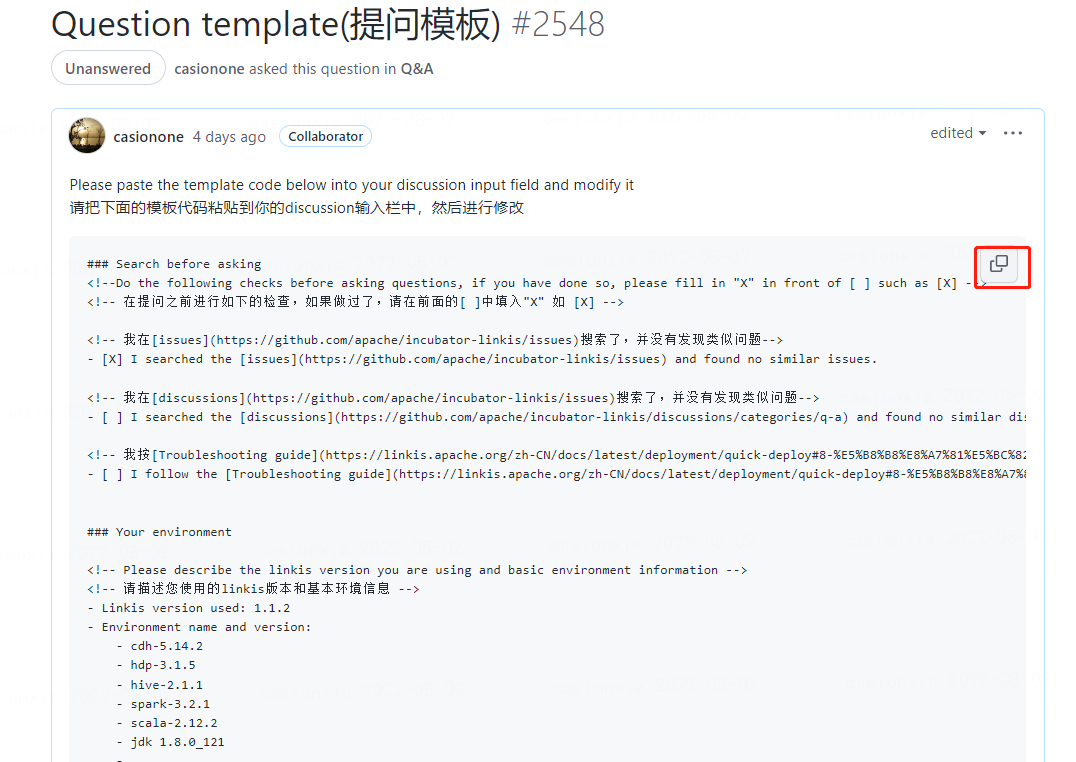 Question template(提问模板) #2548
Unanswered casionone asked this question in Q&A
casionone 4 days ago Collaborator edited
Please paste the template code below into your discussion input field and modify it
请把下面的模板代码粘贴到你的discussion输入栏中，然后进行修改
### Search before asking
<!--Do the following checks before asking questions, if you have done so, please fill in "X" in front of [ ] such as [X] -->
<!-- 在提问之前进行如下的检查，如果做过了，请在前面的[ ]中填入"X" 如 [X] -->
<!-- 我在[issues](https://github.com/apache/incubator-linkis/issues)搜索了，并没有发现类似问题-->
- [X] I searched the [issues](https://github.com/apache/incubator-linkis/issues) and found no similar issues.
<!-- 我在[discussions](https://github.com/apache/incubator-linkis/issues)搜索了，并没有发现类似问题-->
- [ ] I searched the [discussions](https://github.com/apache/incubator-linkis/discussions/categories/q-a) and found no similar dis
<!-- 我按[Troubleshooting guide](https://linkis.apache.org/zh-CN/docs/latest/deployment/quick-deploy#8-%E5%B8%B8%E8%A7%81%E5%BC%82
- [ ] I follow the [Troubleshooting guide](https://linkis.apache.org/zh-CN/docs/latest/deployment/quick-deploy#8-%E5%B8%B8%E8%A7%8
### Your environment
<!-- Please describe the linkis version you are using and basic environment information -->
<!-- 请描述您使用的linkis版本和基本环境信息 -->
- Linkis version used: 1.1.2
- Environment name and version:
- cdh-5.14.2
- hdp-3.1.5
- hive-2.1.1
- spark-3.2.1
- scala-2.12.2
- jdk 1.8.0_121
-